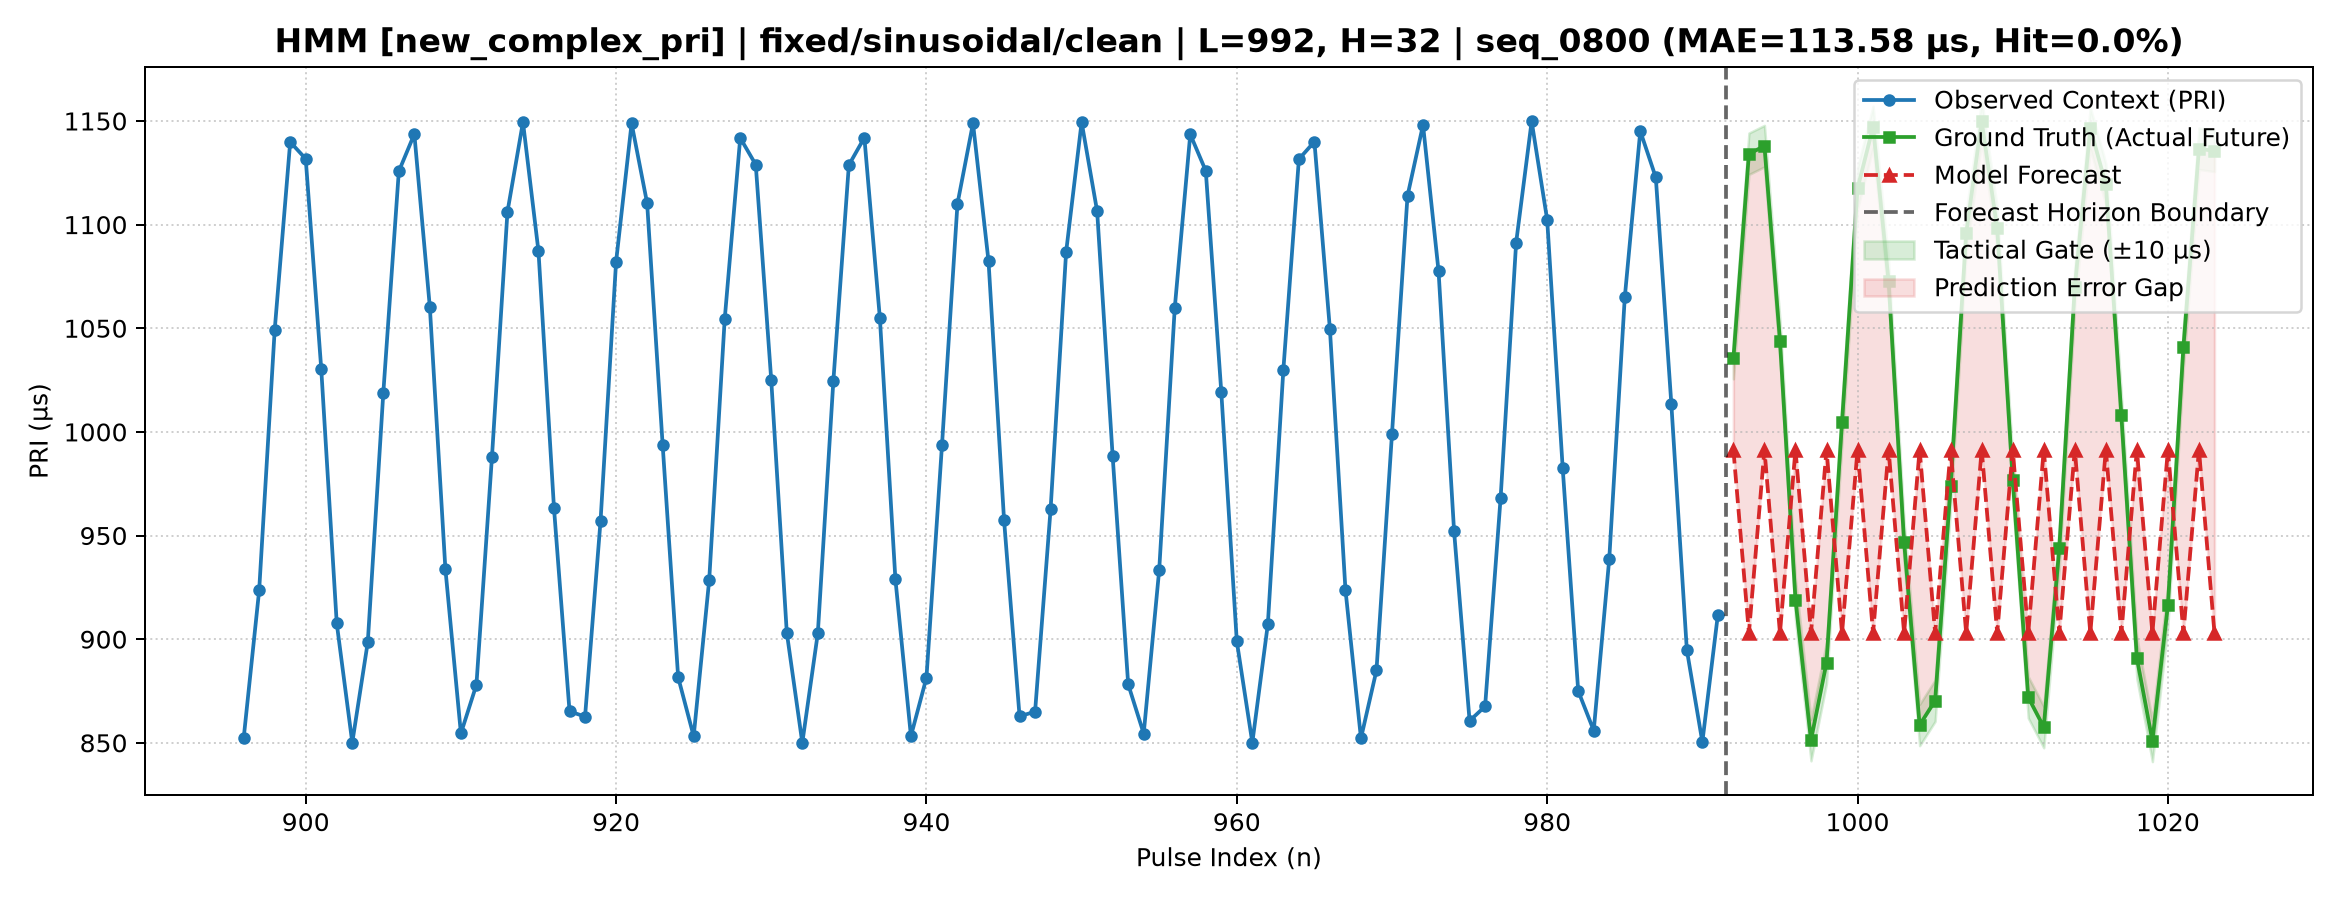 HMM [new_complex_pri] | fixed/sinusoidal/clean | L=992, H=32 | seq_0800 (MAE=113.58 µs, Hit=0.0%)
Observed Context (PRI)
Ground Truth (Actual Future)
Model Forecast
Forecast Horizon Boundary
Tactical Gate (±10 µs)
Prediction Error Gap
PRI (µs)
1150
1100
1050
1000
950
900
850
900
920
940
960
980
1000
1020
Pulse Index (n)